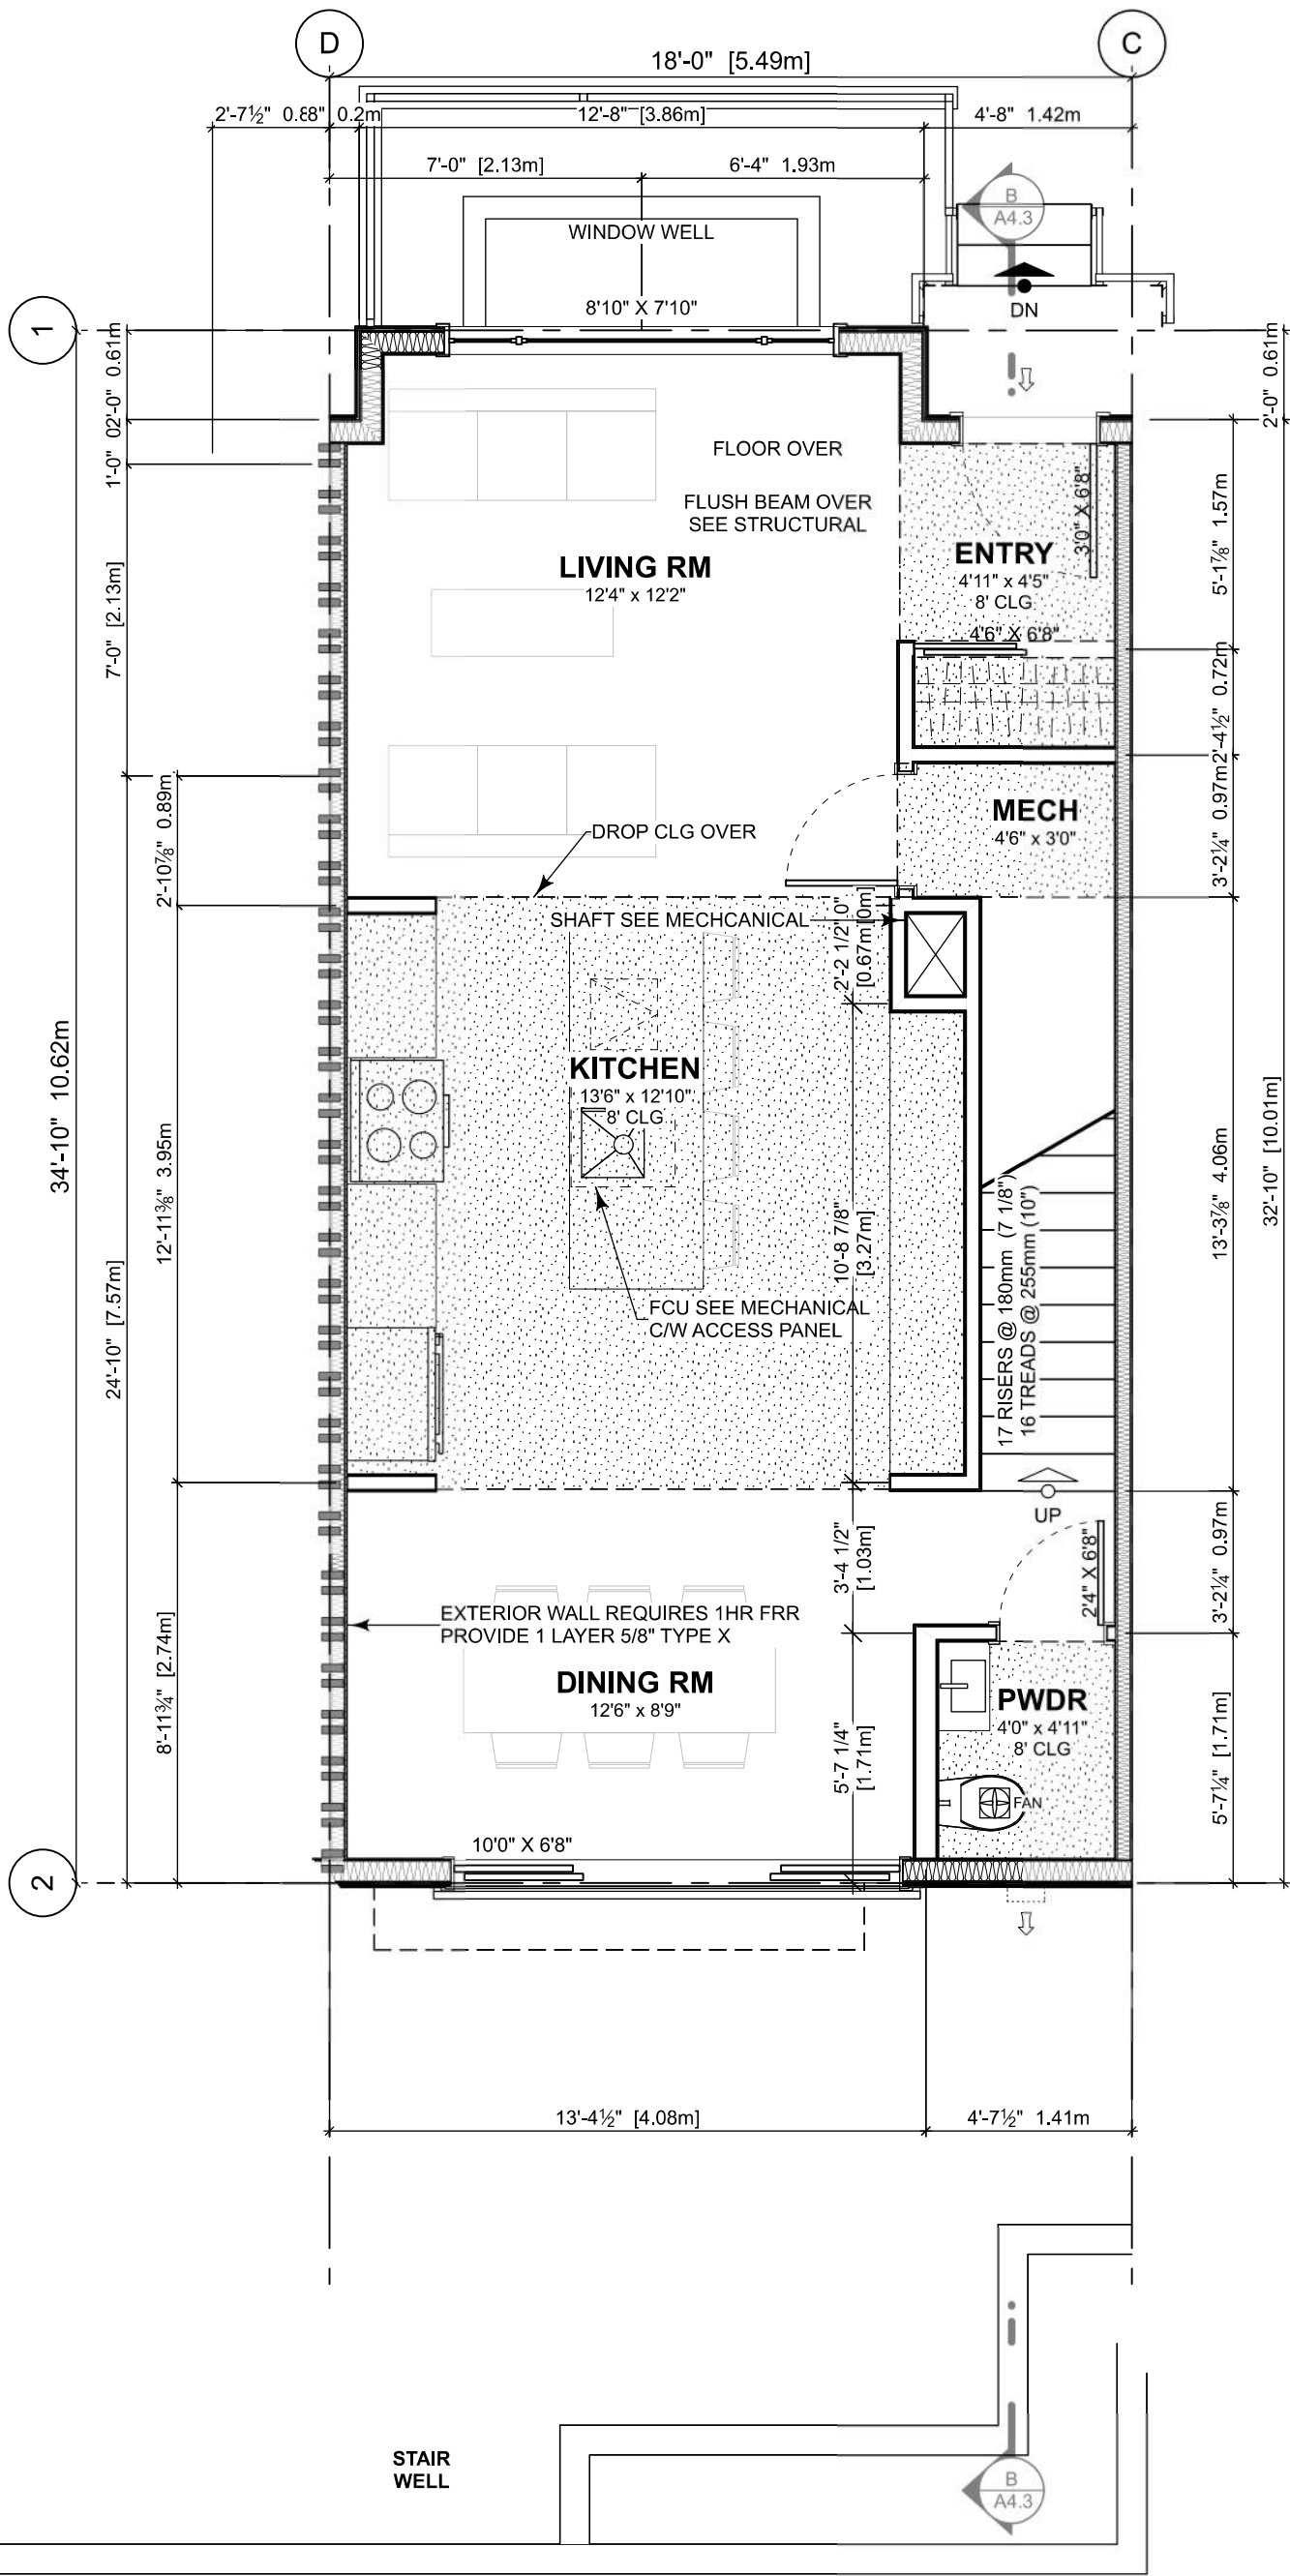 D
C
18'-0" [5.49m]
2'-7½" 0.88" 0.2m 12'-8" [3.86m] 4'-8" 1.42m
7'-0" [2.13m] 6'-4" 1.93m
B
A4.3
WINDOW WELL
8'10" X 7'10"
DN
1
2'-0" 0.61m
1'-0"
2'-0" 0.61m
FLOOR OVER
FLUSH BEAM OVER
SEE STRUCTURAL
3'0" X 6'8"
5'-1⅞" 1.57m
LIVING RM
12'4" x 12'2"
ENTRY
4'11" x 4'5"
8' CLG
4'6" X 6'8"
7'-0" [2.13m]
2'-4½" 0.72m
MECH
4'6" x 3'0"
3'-2¼" 0.97m
2'-10⅞" 0.89m
DROP CLG OVER
SHAFT SEE MECHCANICAL
2'-2 1/2" 0"
[0.67m][0m]
34'-10" 10.62m
KITCHEN
13'6" x 12'10"
8' CLG
12'-11⅜" 3.95m
24'-10" [7.57m]
10'-8 7/8"
[3.27m]
17 RISERS @ 180mm (7 1/8")
16 TREADS @ 255mm (10")
13'-3⅞" 4.06m
32'-10" [10.01m]
FCU SEE MECHANICAL
C/W ACCESS PANEL
UP
3'-4 1/2"
[1.03m]
2'4" X 6'8"
3'-2¼" 0.97m
EXTERIOR WALL REQUIRES 1HR FRR
PROVIDE 1 LAYER 5/8" TYPE X
8'-11¾" [2.74m]
DINING RM
12'6" x 8'9"
PWDR
4'0" x 4'11"
8' CLG
5'-7 1/4"
[1.71m]
5'-7¼" [1.71m]
FAN
10'0" X 6'8"
2
13'-4½" [4.08m] 4'-7½" 1.41m
STAIR
WELL
B
A4.3